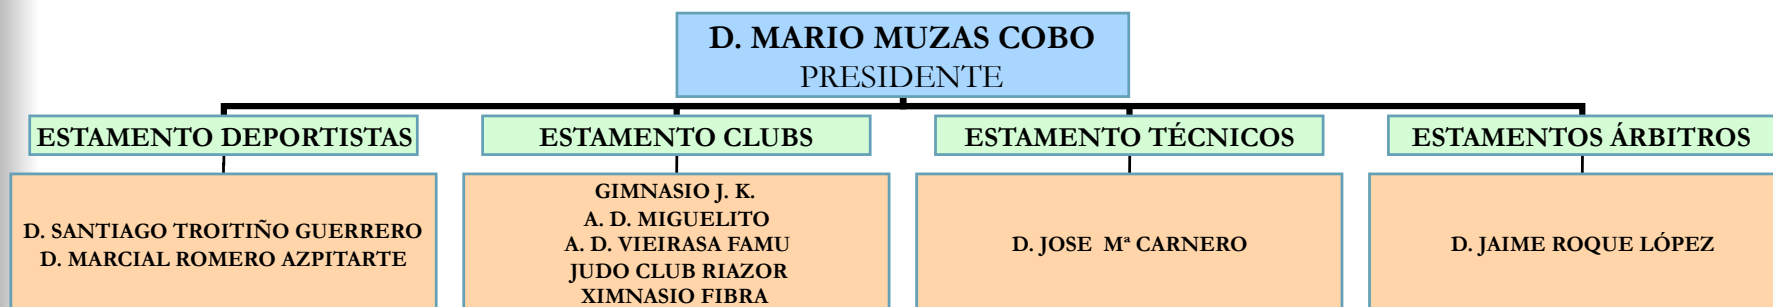 D. MARIO MUZAS COBO
PRESIDENTE
ESTAMENTO DEPORTISTAS
D. SANTIAGO TROITIÑO GUERRERO
D. MARCIAL ROMERO AZPITARTE
ESTAMENTO CLUBS
GIMNASIO J. K.
A. D. MIGUELITO
A. D. VIEIRASA FAMU
JUDO CLUB RIAZOR
XIMNASIO FIBRA
ESTAMENTO TÉCNICOS
D. JOSE Mª CARNERO
ESTAMENTOS ÁRBITROS
D. JAIME ROQUE LÓPEZ